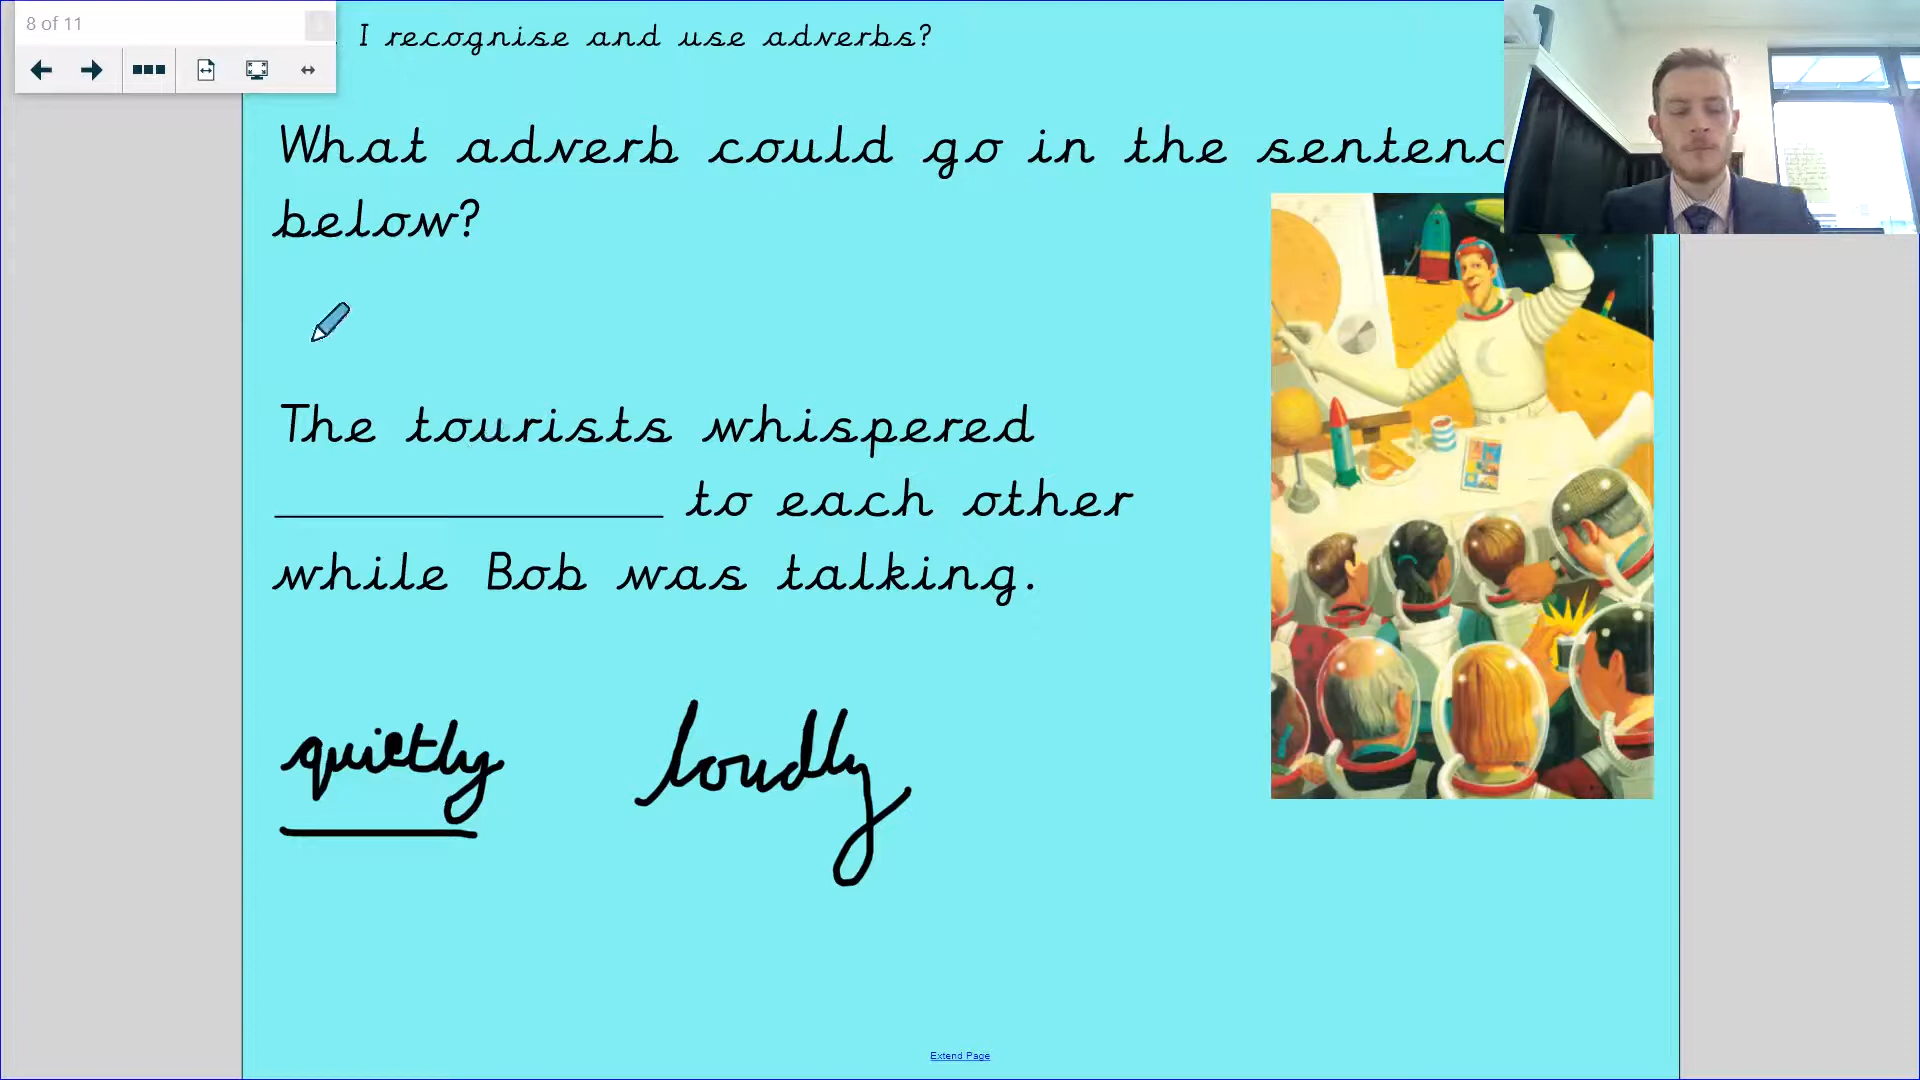 8 of 11
I recognise and use adverbs?
What adverb could go in the
below?
The tourists whispered
______________ to each other
while Bob was talking.
quietly loudly
Extend Page